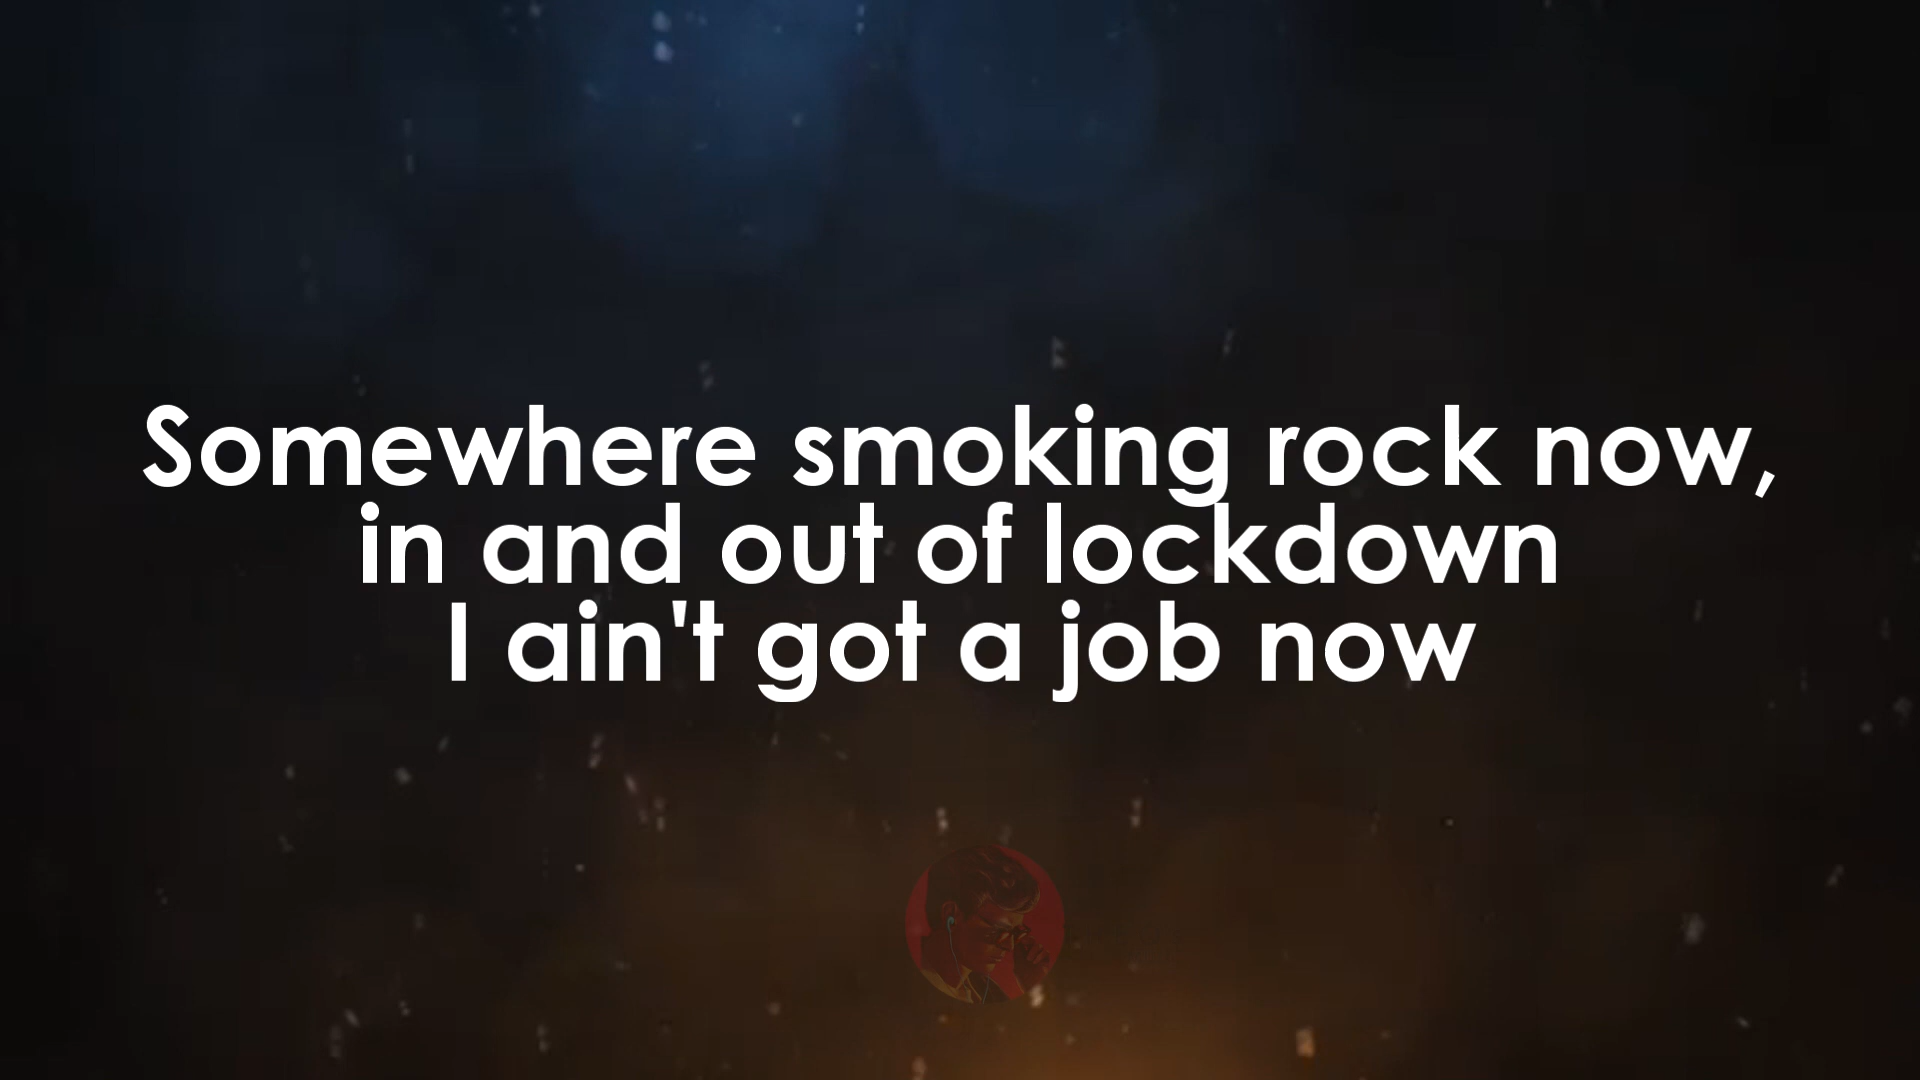 Somewhere smoking rock now,
in and out of lockdown
I ain't got a job now